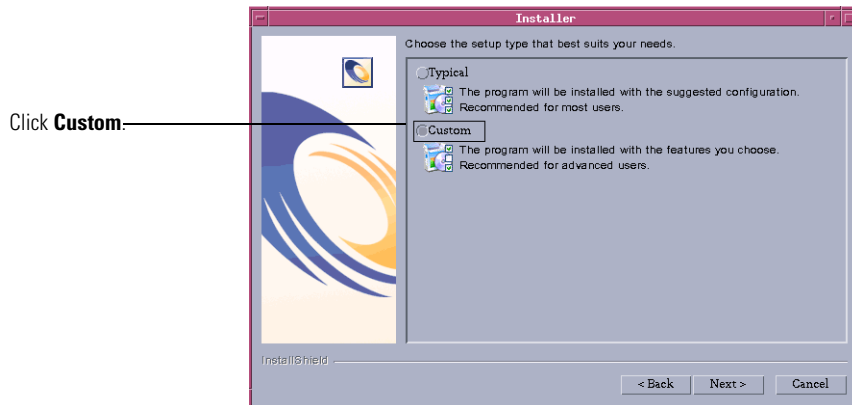 Installer
Choose the setup type that best suits your needs.
Typical
The program will be installed with the suggested configuration.
Recommended for most users.
Click Custom.
Custom
The program will be installed with the features you choose.
Recommended for advanced users.
InstallShield
< Back
Next >
Cancel